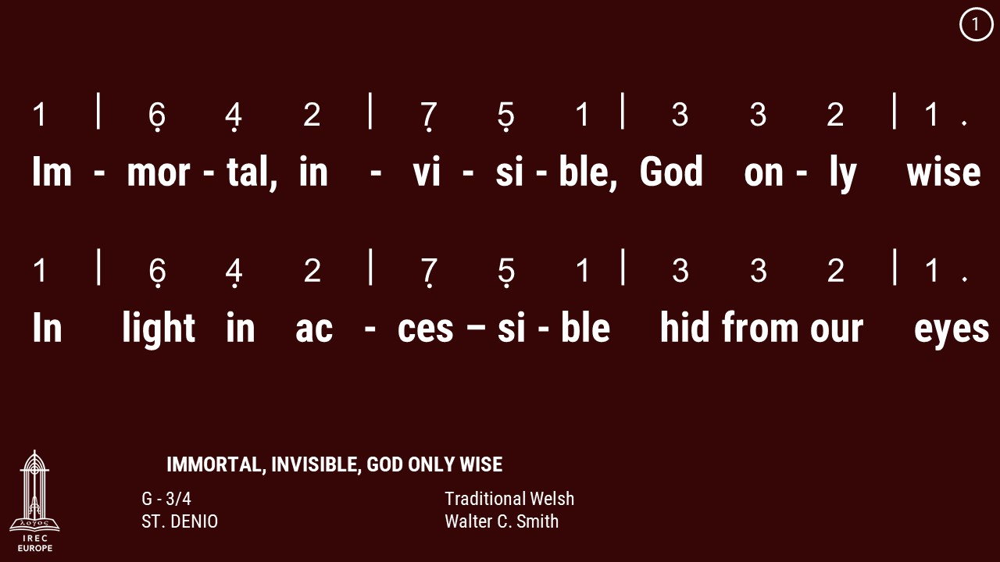 1
1 | 6̣ 4̣ 2 | 7̣ 5̣ 1 | 3 3 2 | 1 .
Im - mor - tal, in - vi - si - ble, God on - ly wise
1 | 6̣ 4̣ 2 | 7̣ 5̣ 1 | 3 3 2 | 1 .
In light in ac - ces – si - ble hid from our eyes
IMMORTAL, INVISIBLE, GOD ONLY WISE
G - 3/4 Traditional Welsh
ST. DENIO Walter C. Smith
λογος
IREC
EUROPE